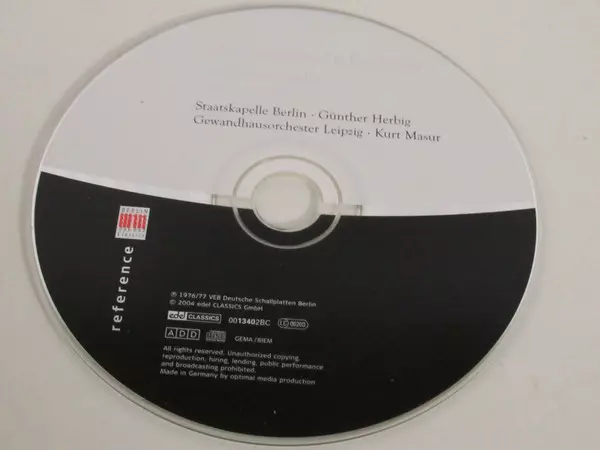 Staatskapelle Berlin · Günther Herbig
Gewandhausorchester Leipzig · Kurt Masur
BERLIN
CLASSICS
reference
℗ 1976/77 VEB Deutsche Schallplatten Berlin
© 2004 edel CLASSICS GmbH
edel CLASSICS 0013402BC LC 06203
ADD GEMA/BIEM
All rights reserved. Unauthorized copying,
reproduction, hiring, lending, public performance
and broadcasting prohibited.
Made in Germany by optimal media production